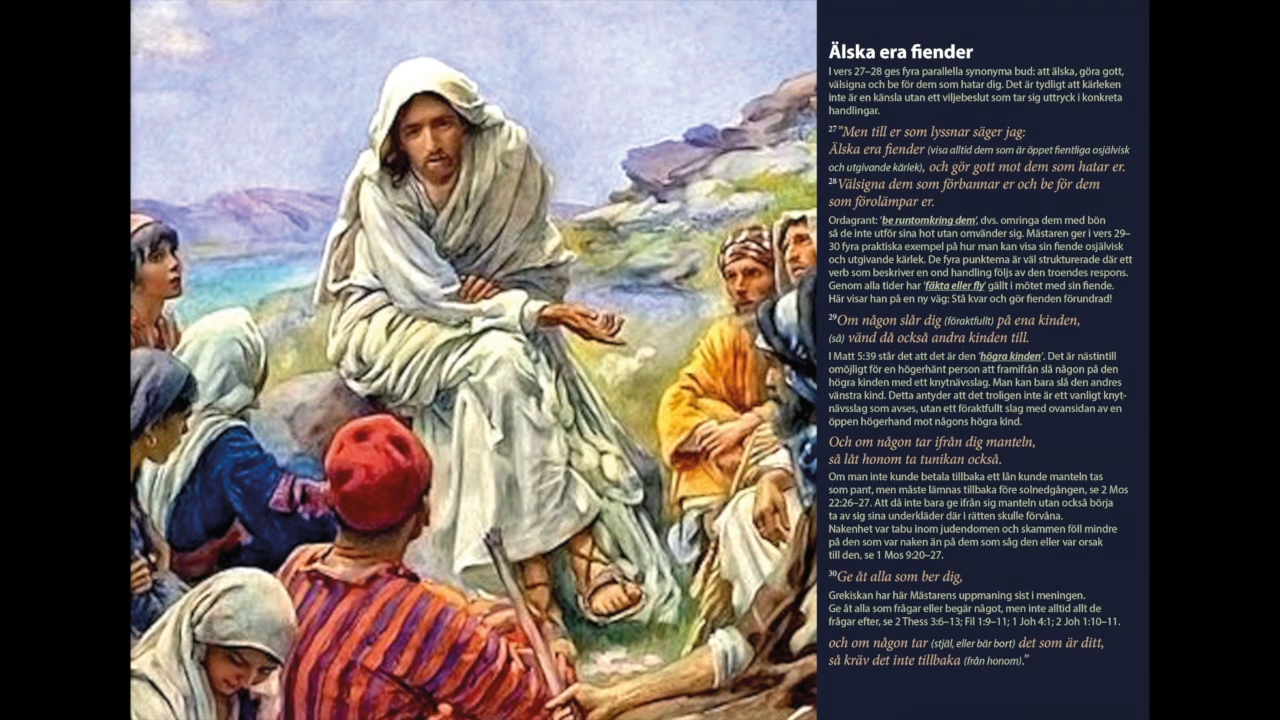 Älska era fiender
I vers 27–28 ges fyra parallella synonyma bud: att älska, göra gott,
välsigna och be för dem som hatar dig. Det är tydligt att kärleken
inte är en känsla utan ett viljebeslut som tar sig uttryck i konkreta
handlingar.
27"Men till er som lyssnar säger jag:
Älska era fiender (visa alltid dem som är öppet fientliga osjälvisk
och utgivande kärlek), och gör gott mot dem som hatar er.
28Välsigna dem som förbannar er och be för dem
som förolämpar er.
Ordagrant: 'be runtomkring dem', dvs. omringa dem med bön
så de inte utför sina hot utan omvänder sig. Mästaren ger i vers 29–
30 fyra praktiska exempel på hur man kan visa sin fiende osjälvisk
och utgivande kärlek. De fyra punkterna är väl strukturerade där ett
verb som beskriver en ond handling följs av den troendes respons.
Genom alla tider har 'fäkta eller fly' gällt i mötet med sin fiende.
Här visar han på en ny väg: Stå kvar och gör fienden förundrad!
29Om någon slår dig (föraktfullt) på ena kinden,
(så) vänd då också andra kinden till.
I Matt 5:39 står det att det är den 'högra kinden'. Det är nästintill
omöjligt för en högerhänt person att framifrån slå någon på den
högra kinden med ett knytnävsslag. Man kan bara slå den andres
vänstra kind. Detta antyder att det troligen inte är ett vanligt knyt-
nävsslag som avses, utan ett föraktfullt slag med ovansidan av en
öppen högerhand mot någons högra kind.
Och om någon tar ifrån dig manteln,
så låt honom ta tunikan också.
Om man inte kunde betala tillbaka ett lån kunde manteln tas
som pant, men måste lämnas tillbaka före solnedgången, se 2 Mos
22:26–27. Att då inte bara ge ifrån sig manteln utan också börja
ta av sig sina underkläder där i rätten skulle förvåna.
Nakenhet var tabu inom judendomen och skammen föll mindre
på den som var naken än på dem som såg den eller var orsak
till den, se 1 Mos 9:20–27.
30Ge åt alla som ber dig,
Grekiskan har här Mästarens uppmaning sist i meningen.
Ge åt alla som frågar eller begär något, men inte alltid allt de
frågar efter, se 2 Thess 3:6–13; Fil 1:9–11; 1 Joh 4:1; 2 Joh 1:10–11.
och om någon tar (stjäl, eller bär bort) det som är ditt,
så kräv det inte tillbaka (från honom)."